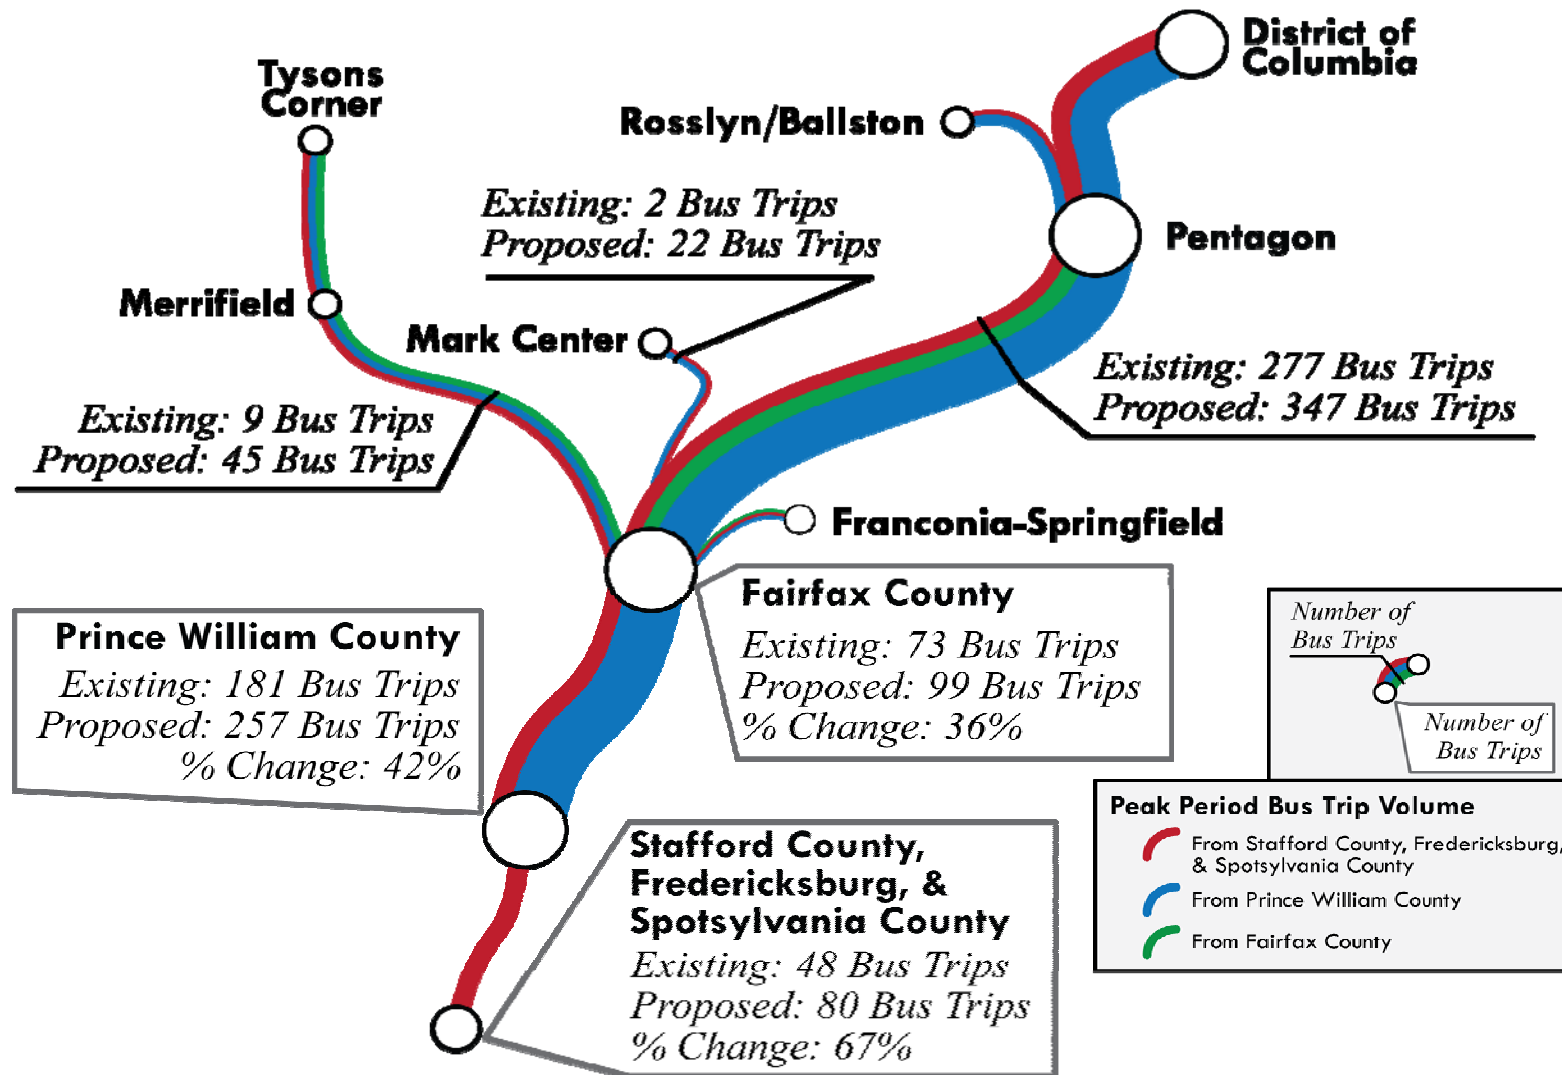 District of
Columbia
Tysons
Corner
Rosslyn/Ballston
Existing: 2 Bus Trips
Proposed: 22 Bus Trips
Pentagon
Merrifield
Mark Center
Existing: 277 Bus Trips
Proposed: 347 Bus Trips
Existing: 9 Bus Trips
Proposed: 45 Bus Trips
Franconia-Springfield
Fairfax County
Existing: 73 Bus Trips
Proposed: 99 Bus Trips
% Change: 36%
Prince William County
Existing: 181 Bus Trips
Proposed: 257 Bus Trips
% Change: 42%
Number of
Bus Trips
Number of
Bus Trips
Peak Period Bus Trip Volume
From Stafford County, Fredericksburg,
& Spotsylvania County
From Prince William County
From Fairfax County
Stafford County,
Fredericksburg, &
Spotsylvania County
Existing: 48 Bus Trips
Proposed: 80 Bus Trips
% Change: 67%